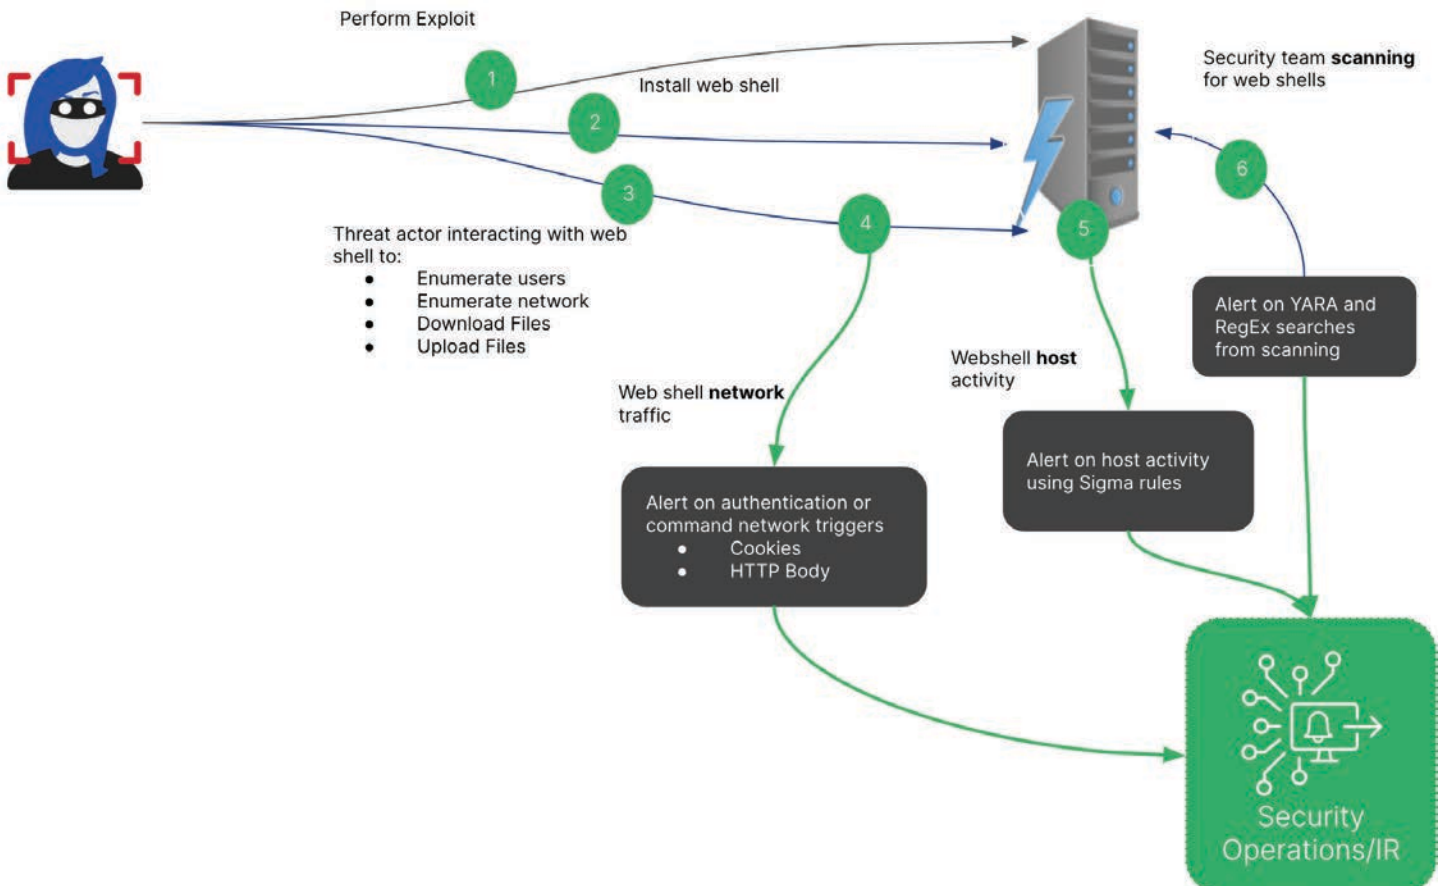 Perform Exploit
1
Install web shell
2
3
Threat actor interacting with web
shell to:
● Enumerate users
● Enumerate network
● Download Files
● Upload Files
4
5
Security team scanning
for web shells
6
Alert on YARA and
RegEx searches
from scanning
Webshell host
activity
Web shell network
traffic
Alert on host activity
using Sigma rules
Alert on authentication or
command network triggers
● Cookies
● HTTP Body
Security
Operations/IR